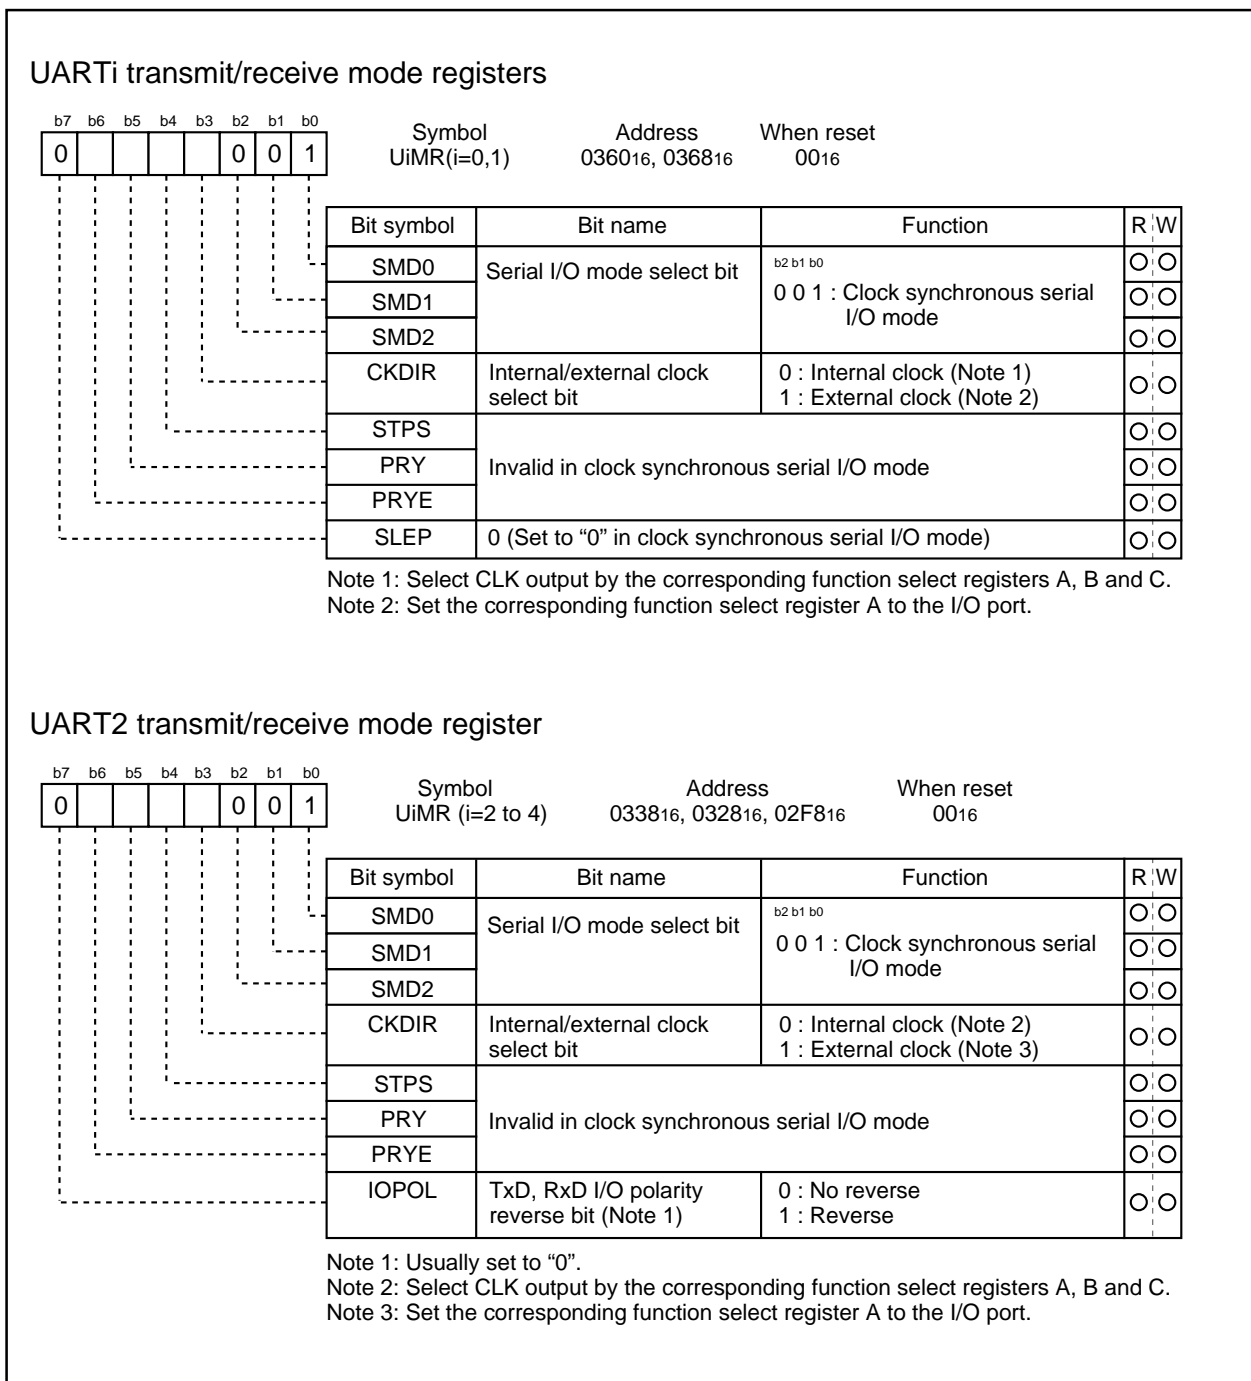 UARTi transmit/receive mode registers
b7 b6 b5 b4 b3 b2 b1 b0
0 0 0 1
Symbol Address When reset
UiMR(i=0,1) 036016, 036816 0016
Bit symbol Bit name Function R W
SMD0 Serial I/O mode select bit b2 b1 b0
SMD1 0 0 1 : Clock synchronous serial
I/O mode
SMD2
CKDIR Internal/external clock 0 : Internal clock (Note 1)
select bit 1 : External clock (Note 2)
STPS
PRY Invalid in clock synchronous serial I/O mode
PRYE
SLEP 0 (Set to “0” in clock synchronous serial I/O mode)
Note 1: Select CLK output by the corresponding function select registers A, B and C.
Note 2: Set the corresponding function select register A to the I/O port.
UART2 transmit/receive mode register
b7 b6 b5 b4 b3 b2 b1 b0
0 0 0 1
Symbol Address When reset
UiMR (i=2 to 4) 033816, 032816, 02F816 0016
Bit symbol Bit name Function R W
SMD0 Serial I/O mode select bit b2 b1 b0
SMD1 0 0 1 : Clock synchronous serial
I/O mode
SMD2
CKDIR Internal/external clock 0 : Internal clock (Note 2)
select bit 1 : External clock (Note 3)
STPS
PRY Invalid in clock synchronous serial I/O mode
PRYE
IOPOL TxD, RxD I/O polarity 0 : No reverse
reverse bit (Note 1) 1 : Reverse
Note 1: Usually set to “0”.
Note 2: Select CLK output by the corresponding function select registers A, B and C.
Note 3: Set the corresponding function select register A to the I/O port.